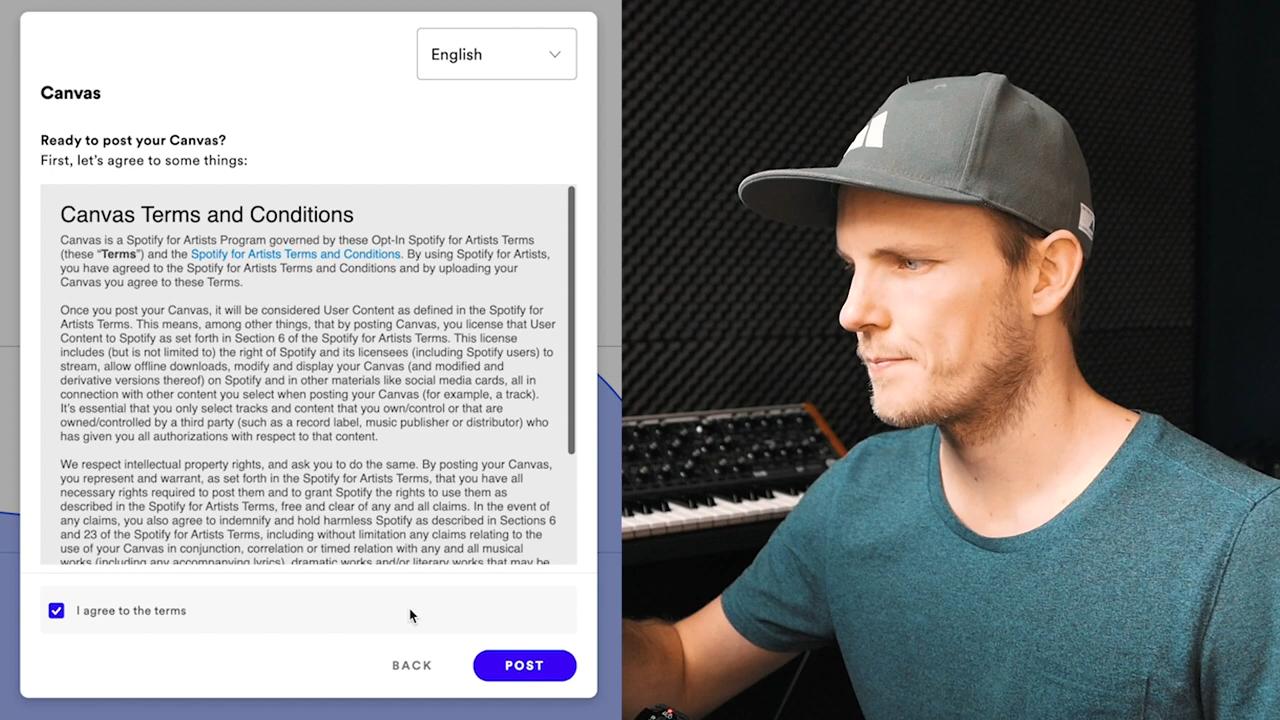 English
Canvas
Ready to post your Canvas?
First, let's agree to some things:
Canvas Terms and Conditions
Canvas is a Spotify for Artists Program governed by these Opt-In Spotify for Artists Terms
(these “Terms”) and the Spotify for Artists Terms and Conditions. By using Spotify for Artists,
you have agreed to the Spotify for Artists Terms and Conditions and by uploading your
Canvas you agree to these Terms.
Once you post your Canvas, it will be considered User Content as defined in the Spotify for
Artists Terms. This means, among other things, that by posting Canvas, you license that User
Content to Spotify as set forth in Section 6 of the Spotify for Artists Terms. This license
includes (but is not limited to) the right of Spotify and its licensees (including Spotify users) to
stream, allow offline downloads, modify and display your Canvas (and modified and
derivative versions thereof) on Spotify and in other materials like social media cards, all in
connection with other content you select when posting your Canvas (for example, a track).
It's essential that you only select tracks and content that you own/control or that are
owned/controlled by a third party (such as a record label, music publisher or distributor) who
has given you all authorizations with respect to that content.
We respect intellectual property rights, and ask you to do the same. By posting your Canvas,
you represent and warrant, as set forth in the Spotify for Artists Terms, that you have all
necessary rights required to post them and to grant Spotify the rights to use them as
described in the Spotify for Artists Terms, free and clear of any and all claims. In the event of
any claims, you also agree to indemnify and hold harmless Spotify as described in Sections 6
and 23 of the Spotify for Artists Terms, including without limitation any claims relating to the
use of your Canvas in conjunction, correlation or timed relation with any and all musical
works (including any accompanying lyrics), dramatic works and/or literary works that may be
I agree to the terms
BACK
POST